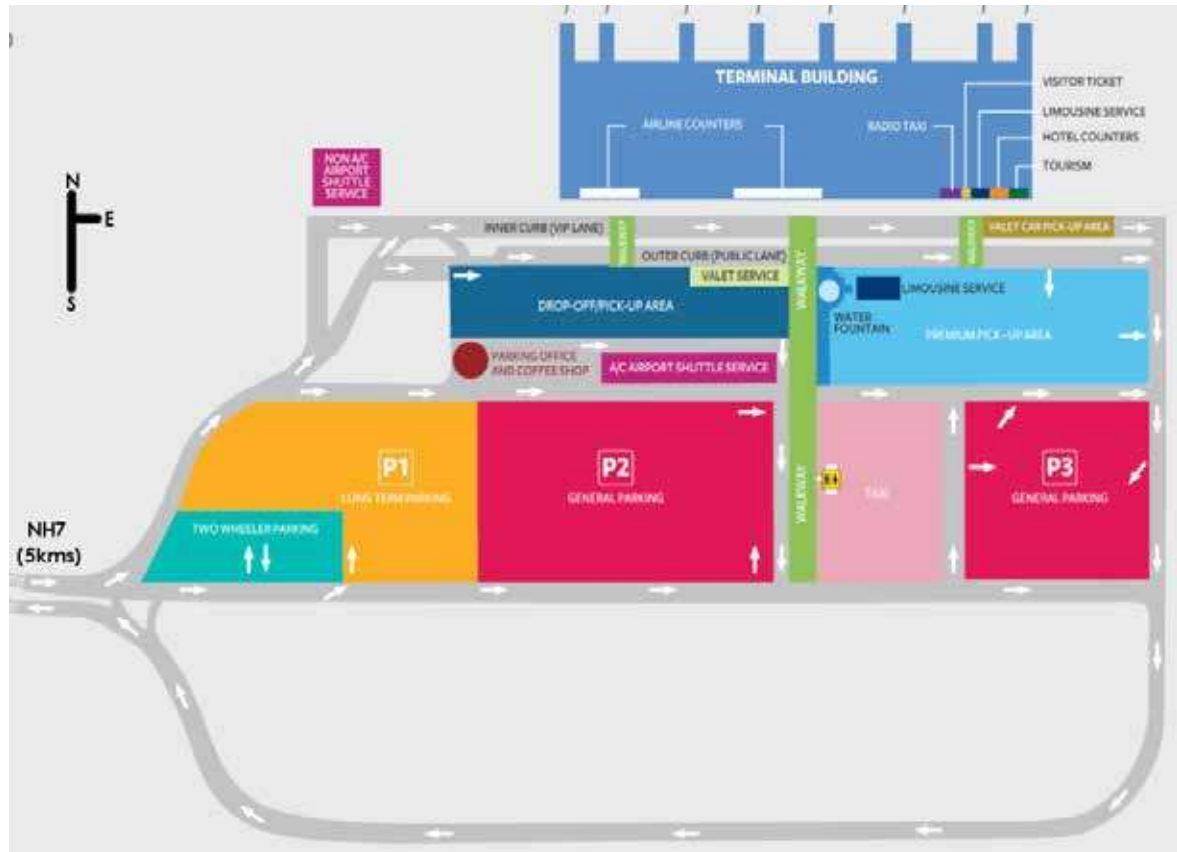 TERMINAL BUILDING
VISITOR TICKET
LIMOUSINE SERVICE
AIRLINE COUNTERS
RADIO TAXI
HOTEL COUNTERS
TOURISM
NON A/C
AIRPORT
SHUTTLE
SERVICE
N
E
S
INNER CURB (VIP LANE)
WALKWAY
WALKWAY
VALET CAR PICK-UP AREA
OUTER CURB (PUBLIC LANE)
VALET SERVICE
WALKWAY
DROP-OFF/PICK-UP AREA
LIMOUSINE SERVICE
WATER
FOUNTAIN
PREMIUM PICK-UP AREA
PARKING OFFICE
AND COFFEE SHOP
A/C AIRPORT SHUTTLE SERVICE
P1
LONG TERM PARKING
P2
GENERAL PARKING
WALKWAY
TAXI
P3
GENERAL PARKING
TWO WHEELER PARKING
NH7
(5kms)